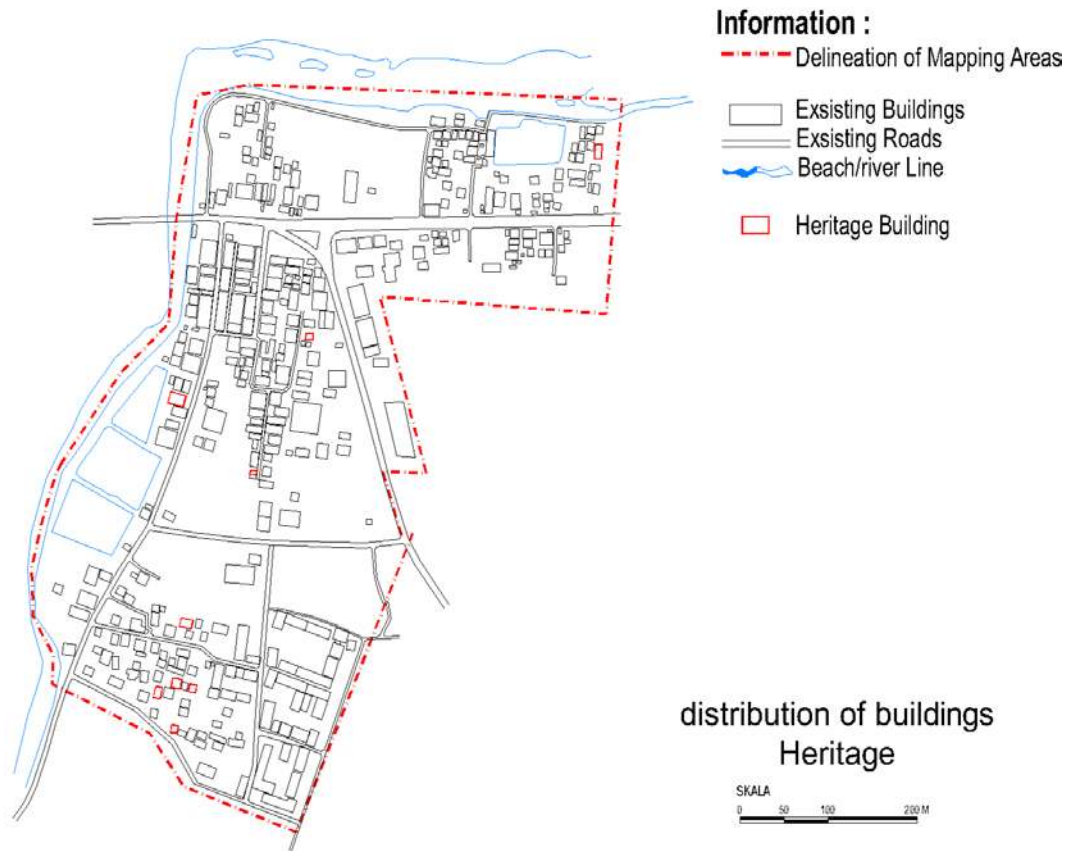 Information :
Delineation of Mapping Areas
Exsisting Buildings
Exsisting Roads
Beach/river Line
Heritage Building
distribution of buildings
Heritage
SKALA
0 50 100 200 M